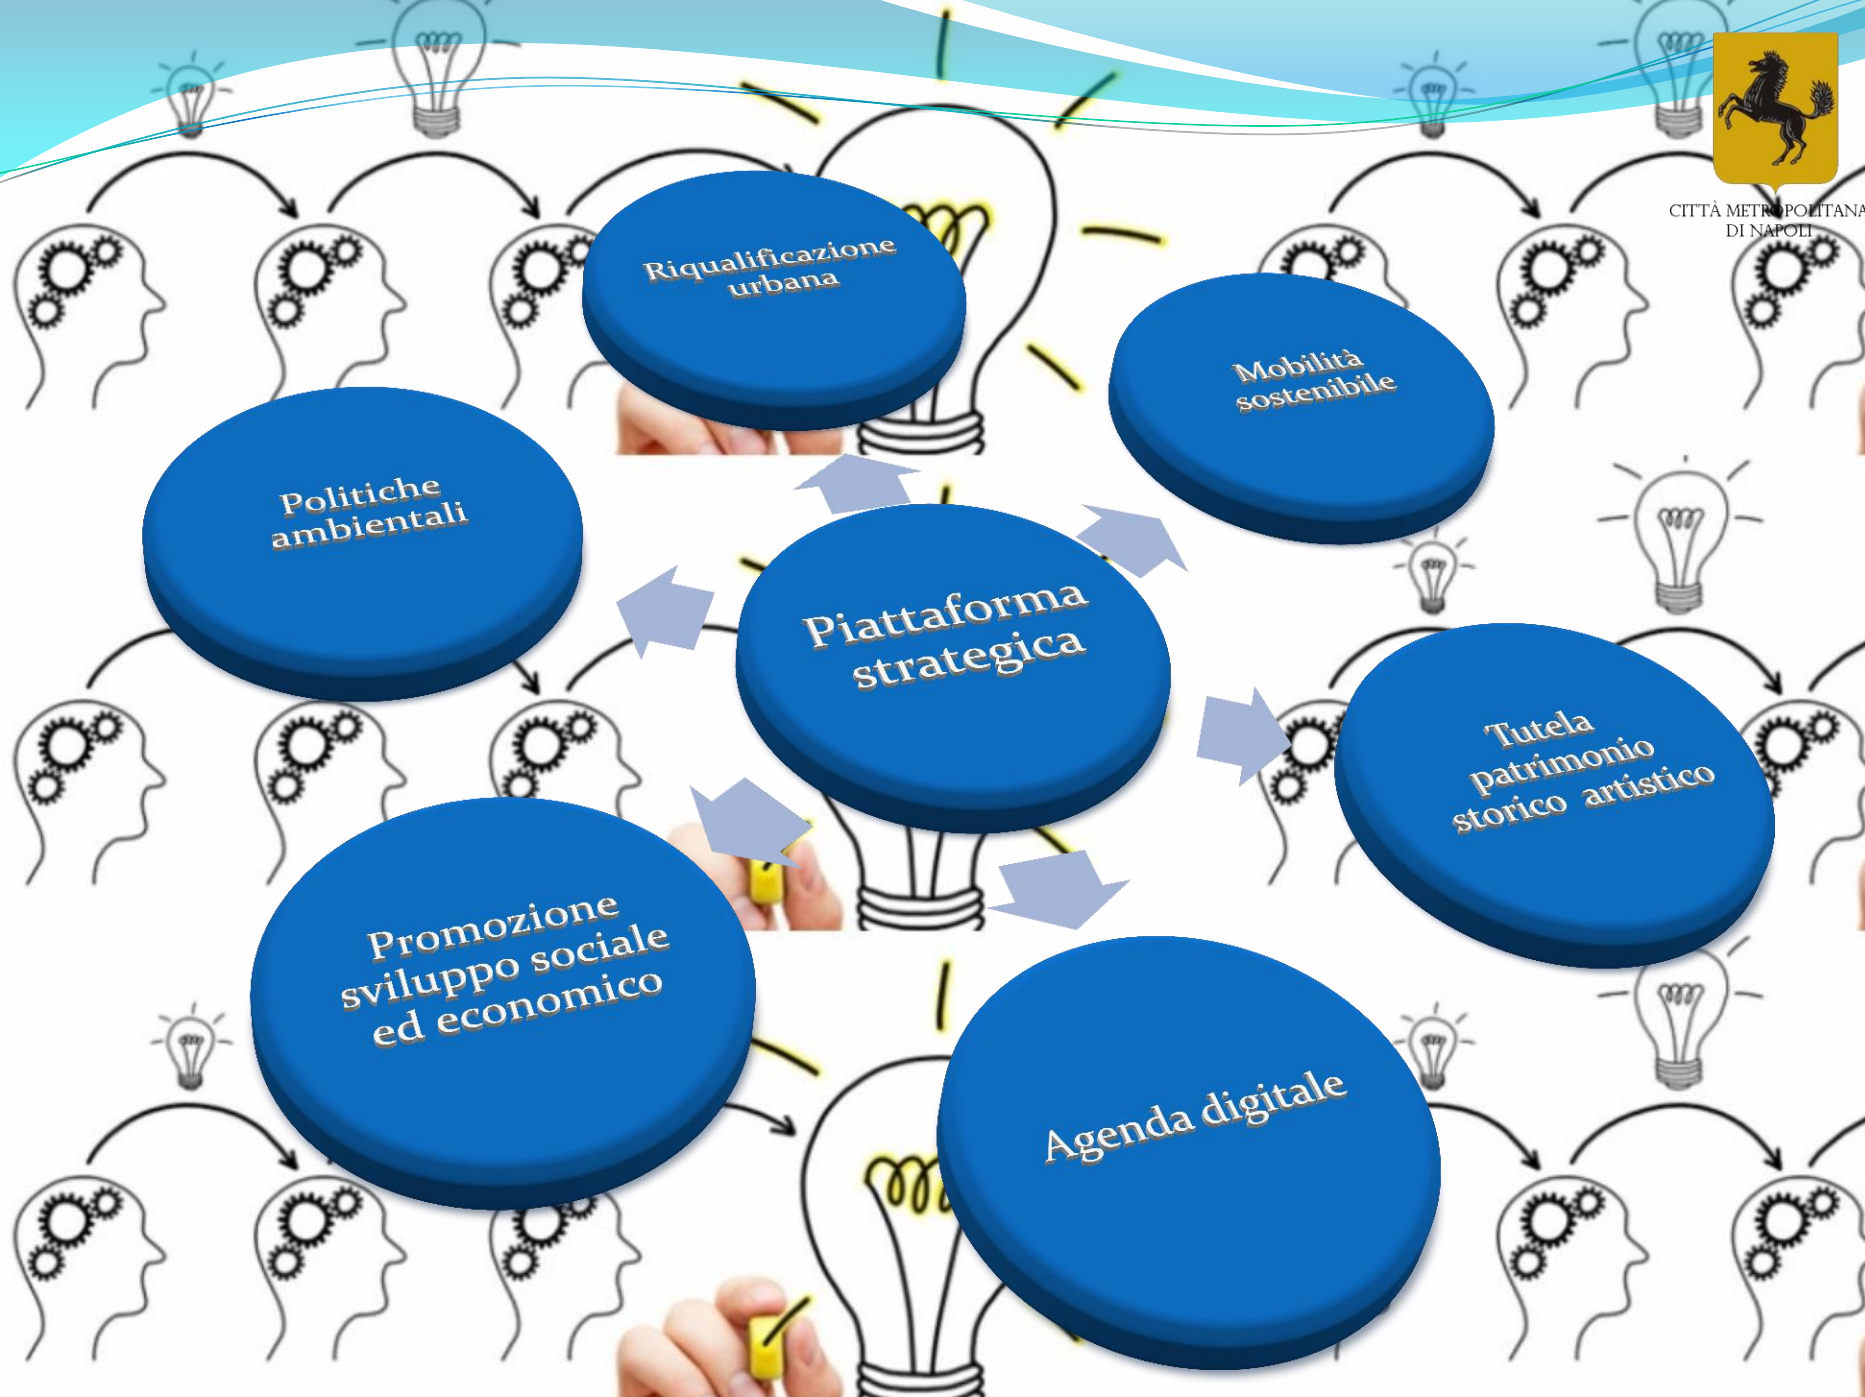 CITTÀ METROPOLITANA
DI NAPOLI
Riqualificazione
urbana
Mobilità
sostenibile
Politiche
ambientali
Piattaforma
strategica
Tutela
patrimonio
storico artistico
Promozione
sviluppo sociale
ed economico
Agenda digitale